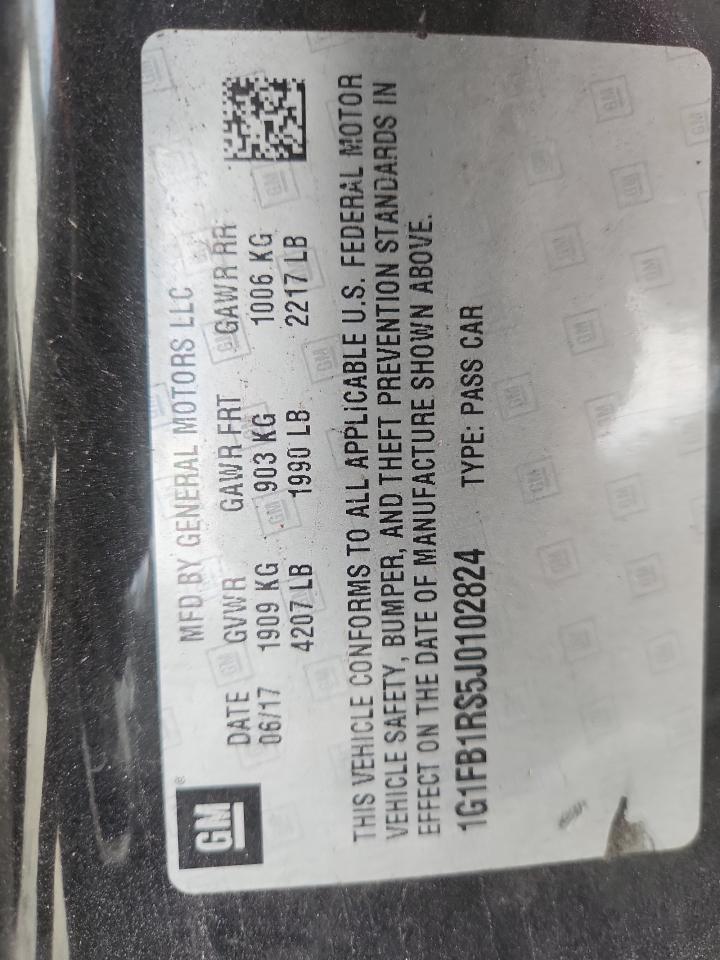 GM®
MFD BY GENERAL MOTORS LLC
DATE GVWR GAWR FRT GAWR RR
06/17 1909 KG 903 KG 1006 KG
4207 LB 1990 LB 2217 LB
THIS VEHICLE CONFORMS TO ALL APPLICABLE U.S. FEDERAL MOTOR
VEHICLE SAFETY, BUMPER, AND THEFT PREVENTION STANDARDS IN
EFFECT ON THE DATE OF MANUFACTURE SHOWN ABOVE.
1G1FB1RS5J0102824 TYPE: PASS CAR